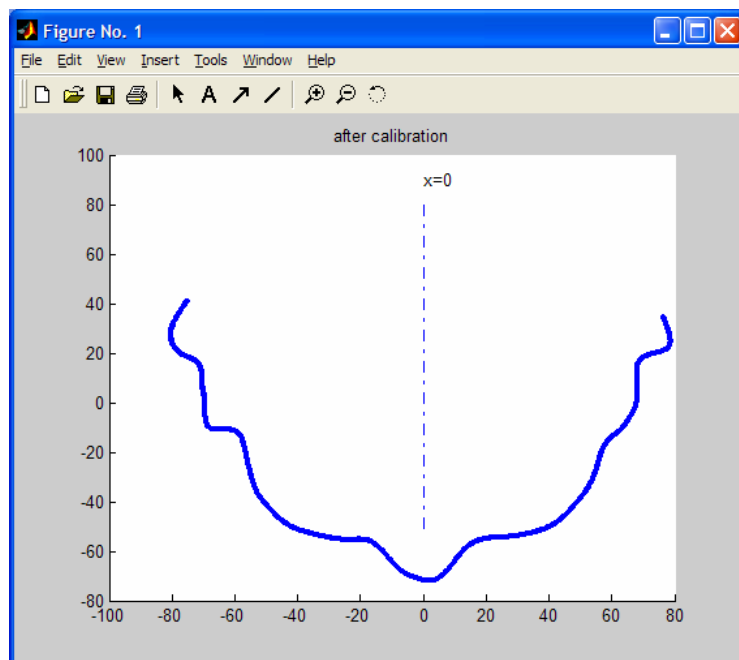 Figure No. 1
File Edit View Insert Tools Window Help
after calibration
100
x=0
80
60
40
20
0
-20
-40
-60
-80
-100 -80 -60 -40 -20 0 20 40 60 80